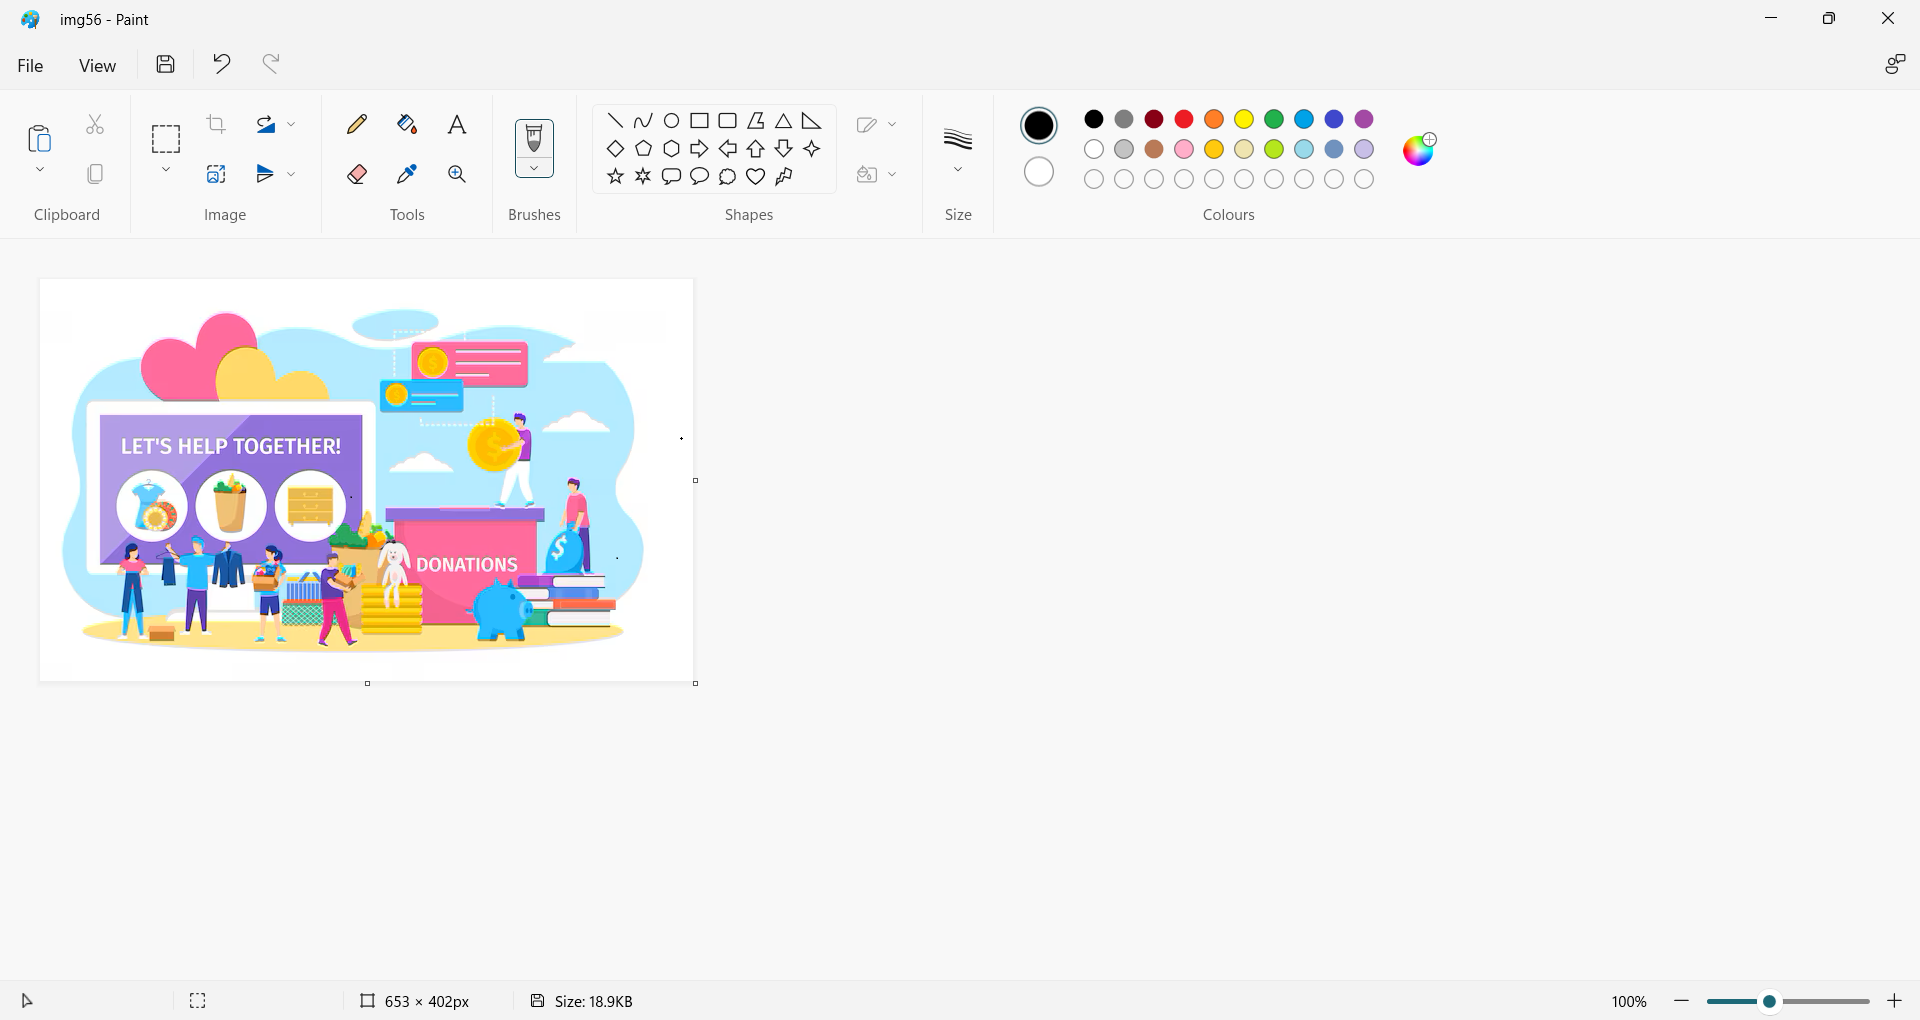 img56 - Paint
File
View
Clipboard
Image
Tools
Brushes
Shapes
Size
Colours
LET'S HELP TOGETHER!
DONATIONS
653 × 402px
Size: 18.9KB
100%